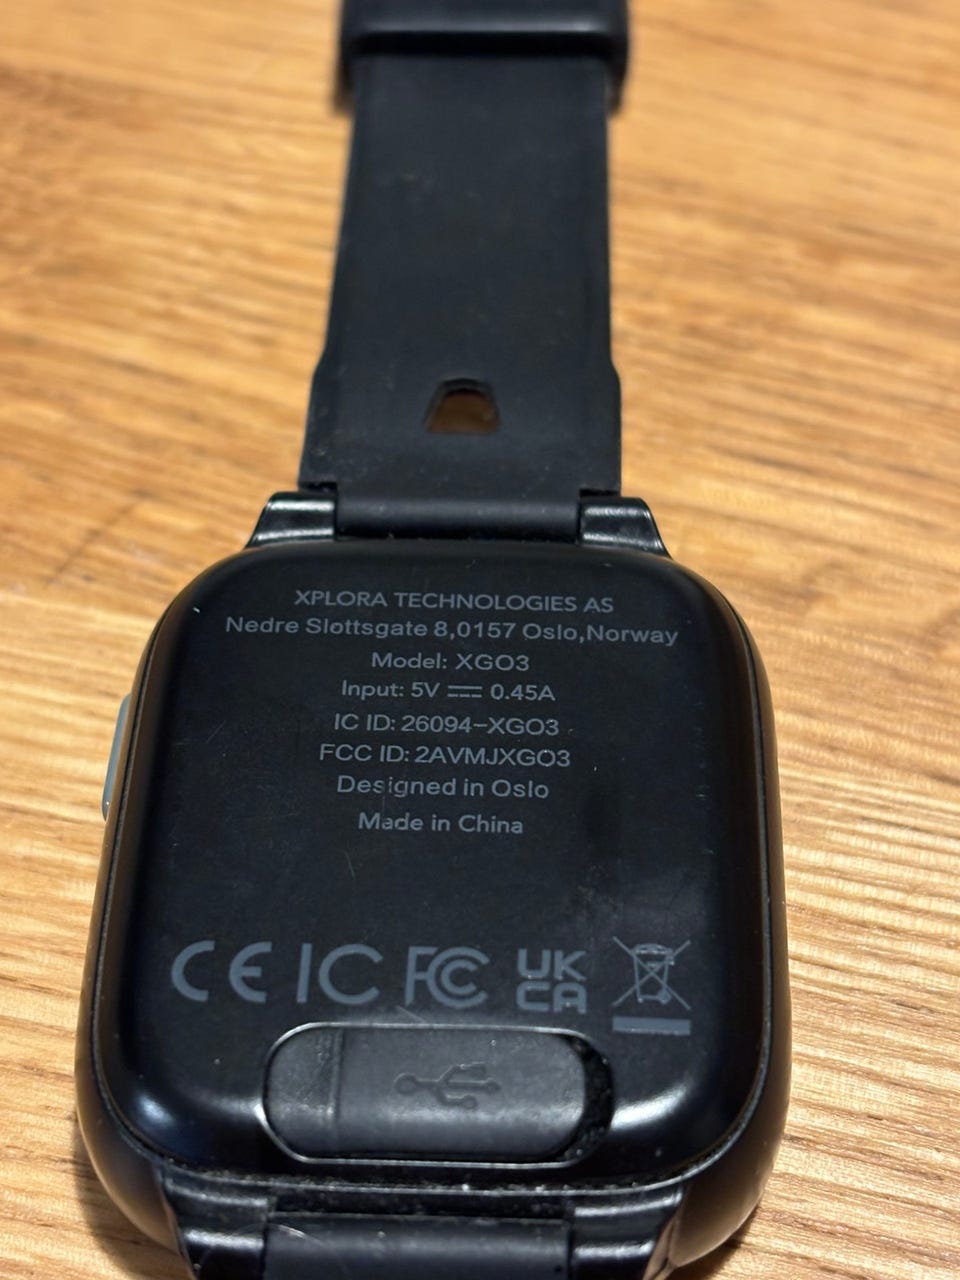 XPLORA TECHNOLOGIES AS
Nedre Slottsgate 8,0157 Oslo,Norway
Model: XGO3
Input: 5V ⎓ 0.45A
IC ID: 26094-XGO3
FCC ID: 2AVMJXGO3
Designed in Oslo
Made in China
CE IC FC UK
CA